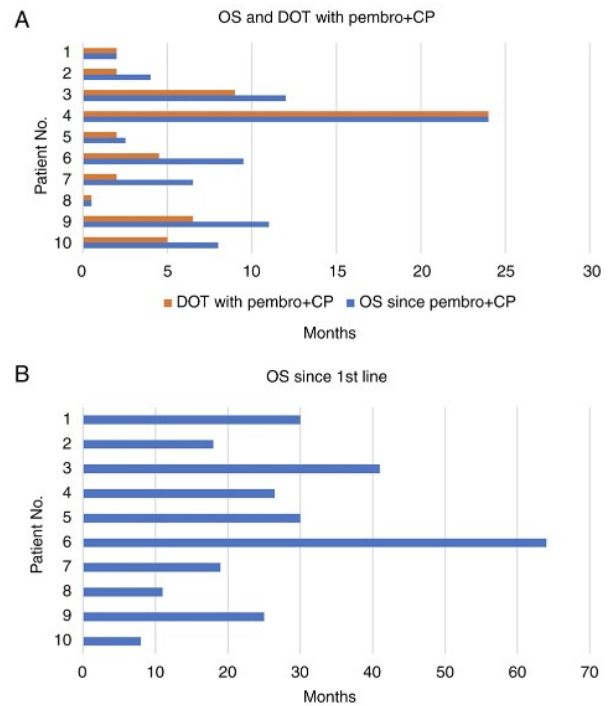 A
OS and DOT with pembro+CP
Patient No.
1
2
3
4
5
6
7
8
9
10
0 5 10 15 20 25 30
DOT with pembro+CP OS since pembro+CP
Months
B
OS since 1st line
Patient No.
1
2
3
4
5
6
7
8
9
10
0 10 20 30 40 50 60 70
Months